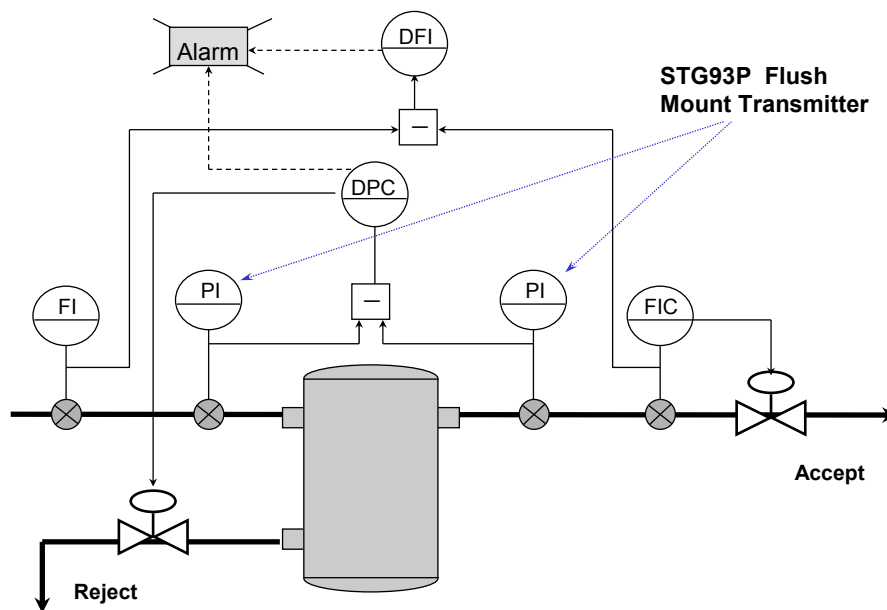 Alarm
DFI
STG93P Flush
Mount Transmitter
—
DPC
FI
PI
—
PI
FIC
Accept
Reject